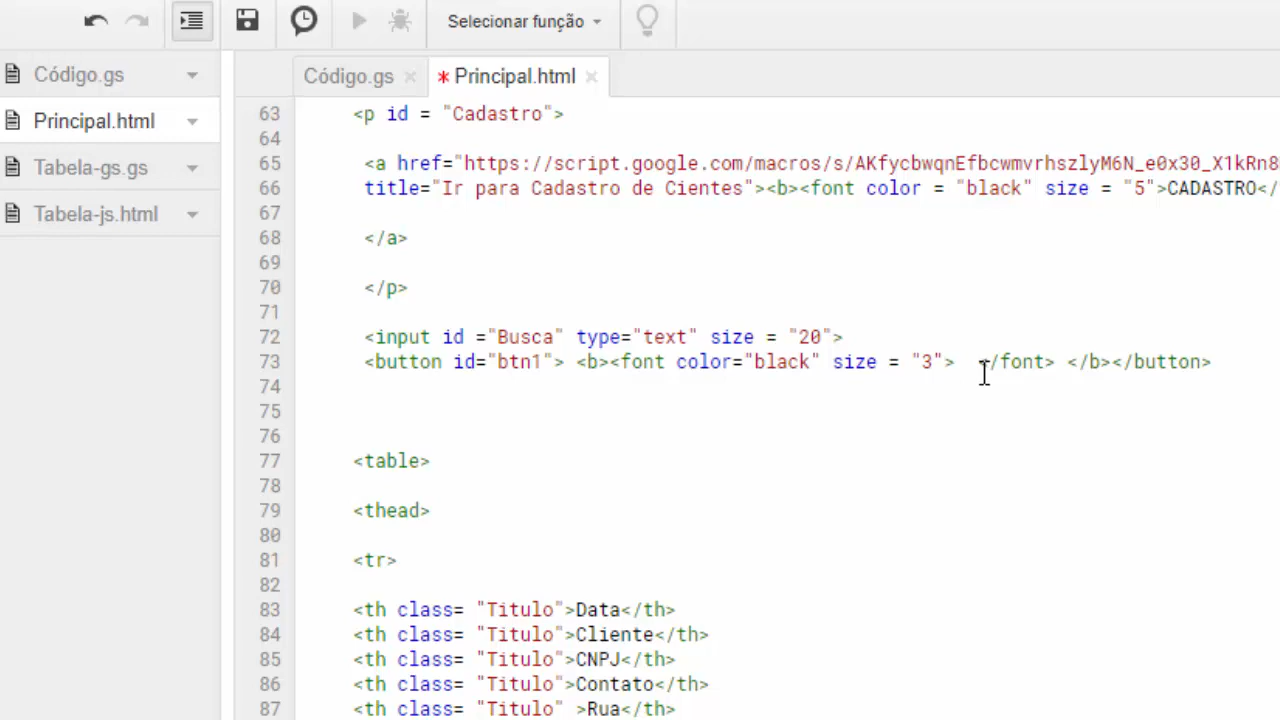 Selecionar função
Código.gs
Principal.html
Tabela-gs.gs
Tabela-js.html
Código.gs × * Principal.html ×
63 <p id = "Cadastro">
64
65 <a href="https://script.google.com/macros/s/AKfycbwqnEfbcwmvrhszlyM6N_e0x30_X1kRn8
66 title="Ir para Cadastro de Cientes"><b><font color = "black" size = "5">CADASTRO</
67
68 </a>
69
70 </p>
71
72 <input id ="Busca" type="text" size = "20">
73 <button id="btn1"> <b><font color="black" size = "3"> </font> </b></button>
74
75
76
77 <table>
78
79 <thead>
80
81 <tr>
82
83 <th class= "Titulo">Data</th>
84 <th class= "Titulo">Cliente</th>
85 <th class= "Titulo">CNPJ</th>
86 <th class= "Titulo">Contato</th>
87 <th class= "Titulo" >Rua</th>